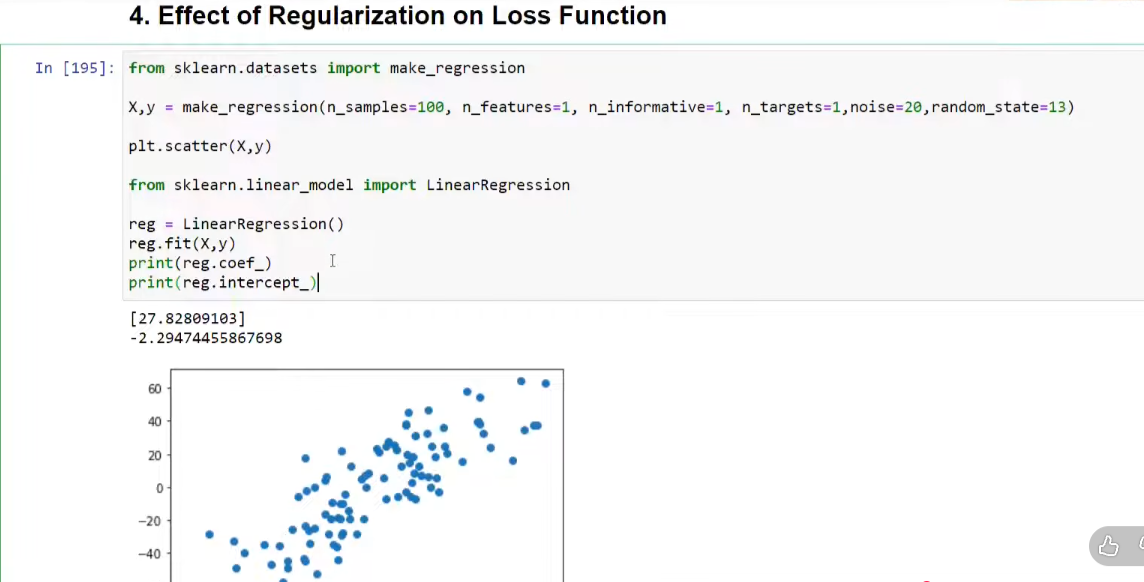 4. Effect of Regularization on Loss Function
In [195]: from sklearn.datasets import make_regression
X,y = make_regression(n_samples=100, n_features=1, n_informative=1, n_targets=1,noise=20,random_state=13)
plt.scatter(X,y)
from sklearn.linear_model import LinearRegression
reg = LinearRegression()
reg.fit(X,y)
print(reg.coef_)
print(reg.intercept_)
[27.82809103]
-2.29474455867698
60
40
20
0
−20
−40